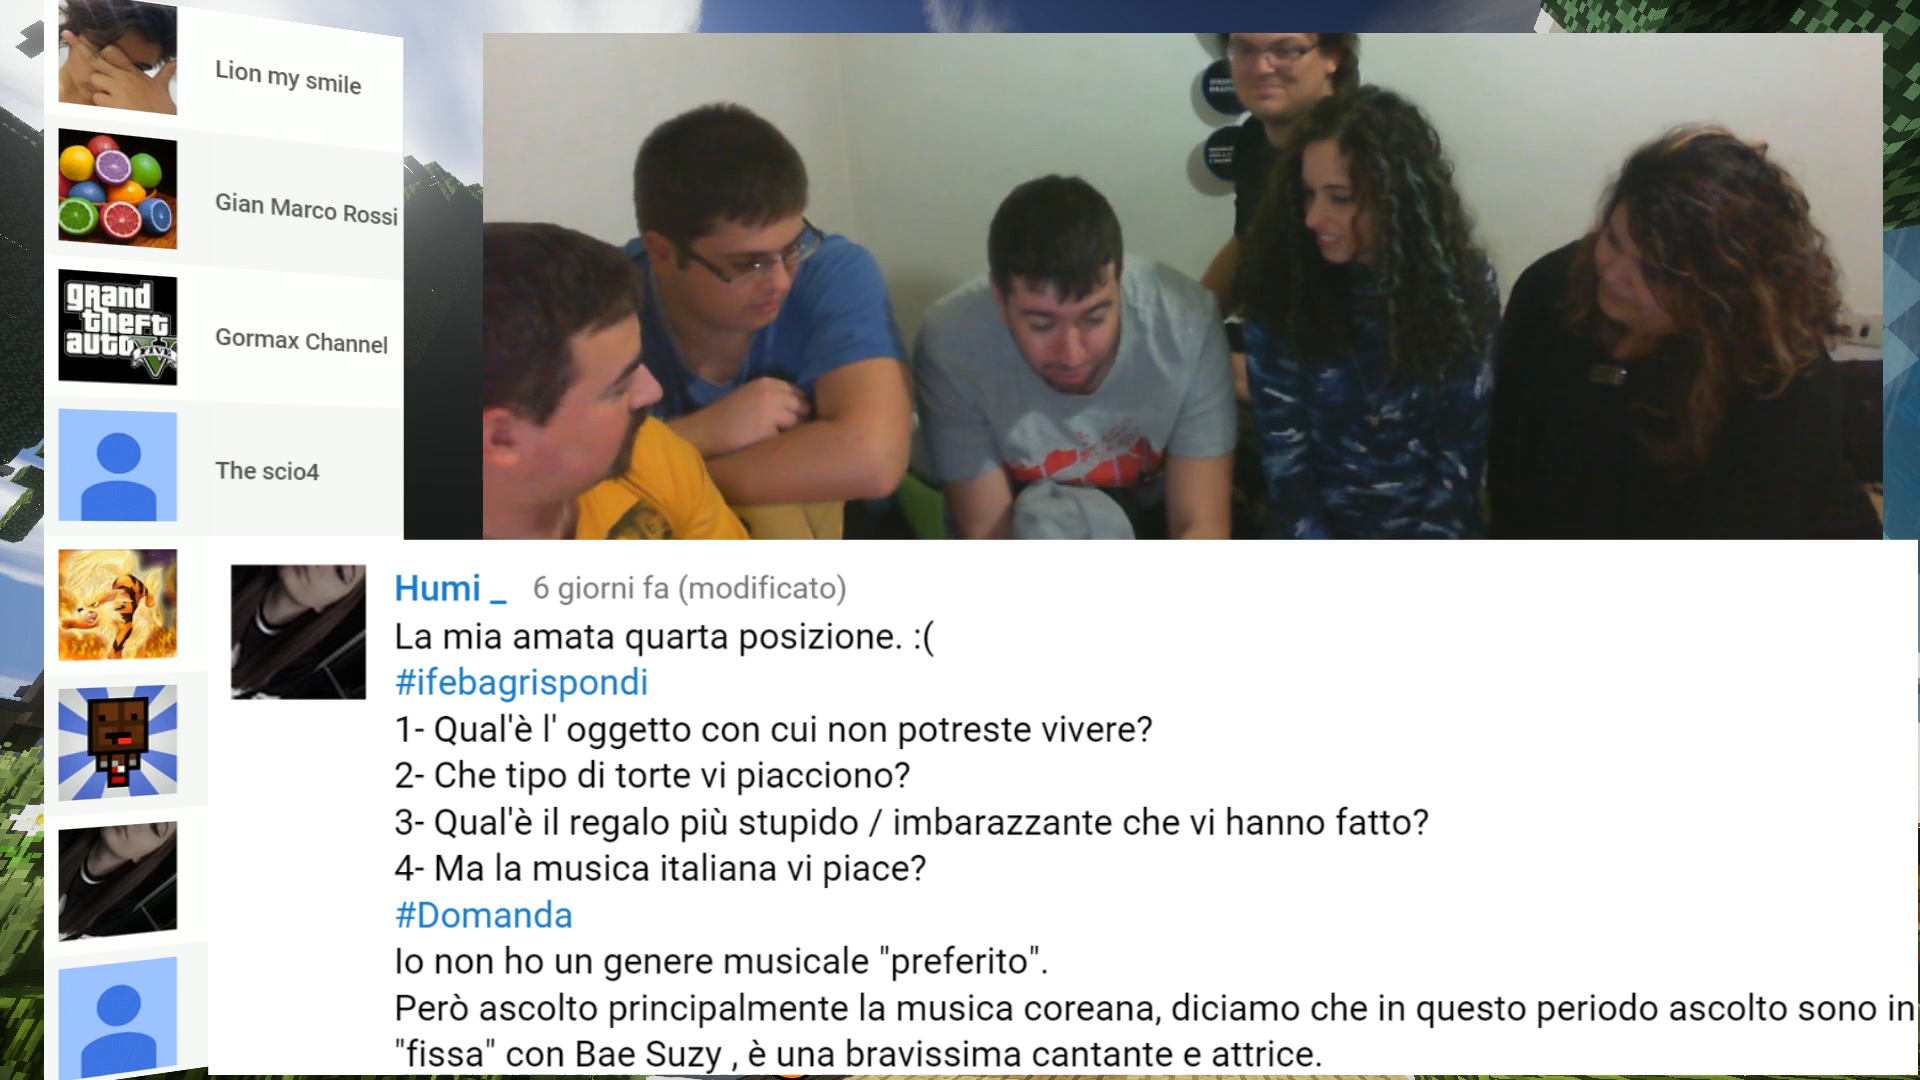 Lion my smile
Gian Marco Rossi
grand
theft
auto
FIVE
Gormax Channel
The scio4
Humi _ 6 giorni fa (modificato)
La mia amata quarta posizione. :(
#ifebagrispondi
1- Qual'è l' oggetto con cui non potreste vivere?
2- Che tipo di torte vi piacciono?
3- Qual'è il regalo più stupido / imbarazzante che vi hanno fatto?
4- Ma la musica italiana vi piace?
#Domanda
Io non ho un genere musicale "preferito".
Però ascolto principalmente la musica coreana, diciamo che in questo periodo ascolto sono in
"fissa" con Bae Suzy , è una bravissima cantante e attrice.